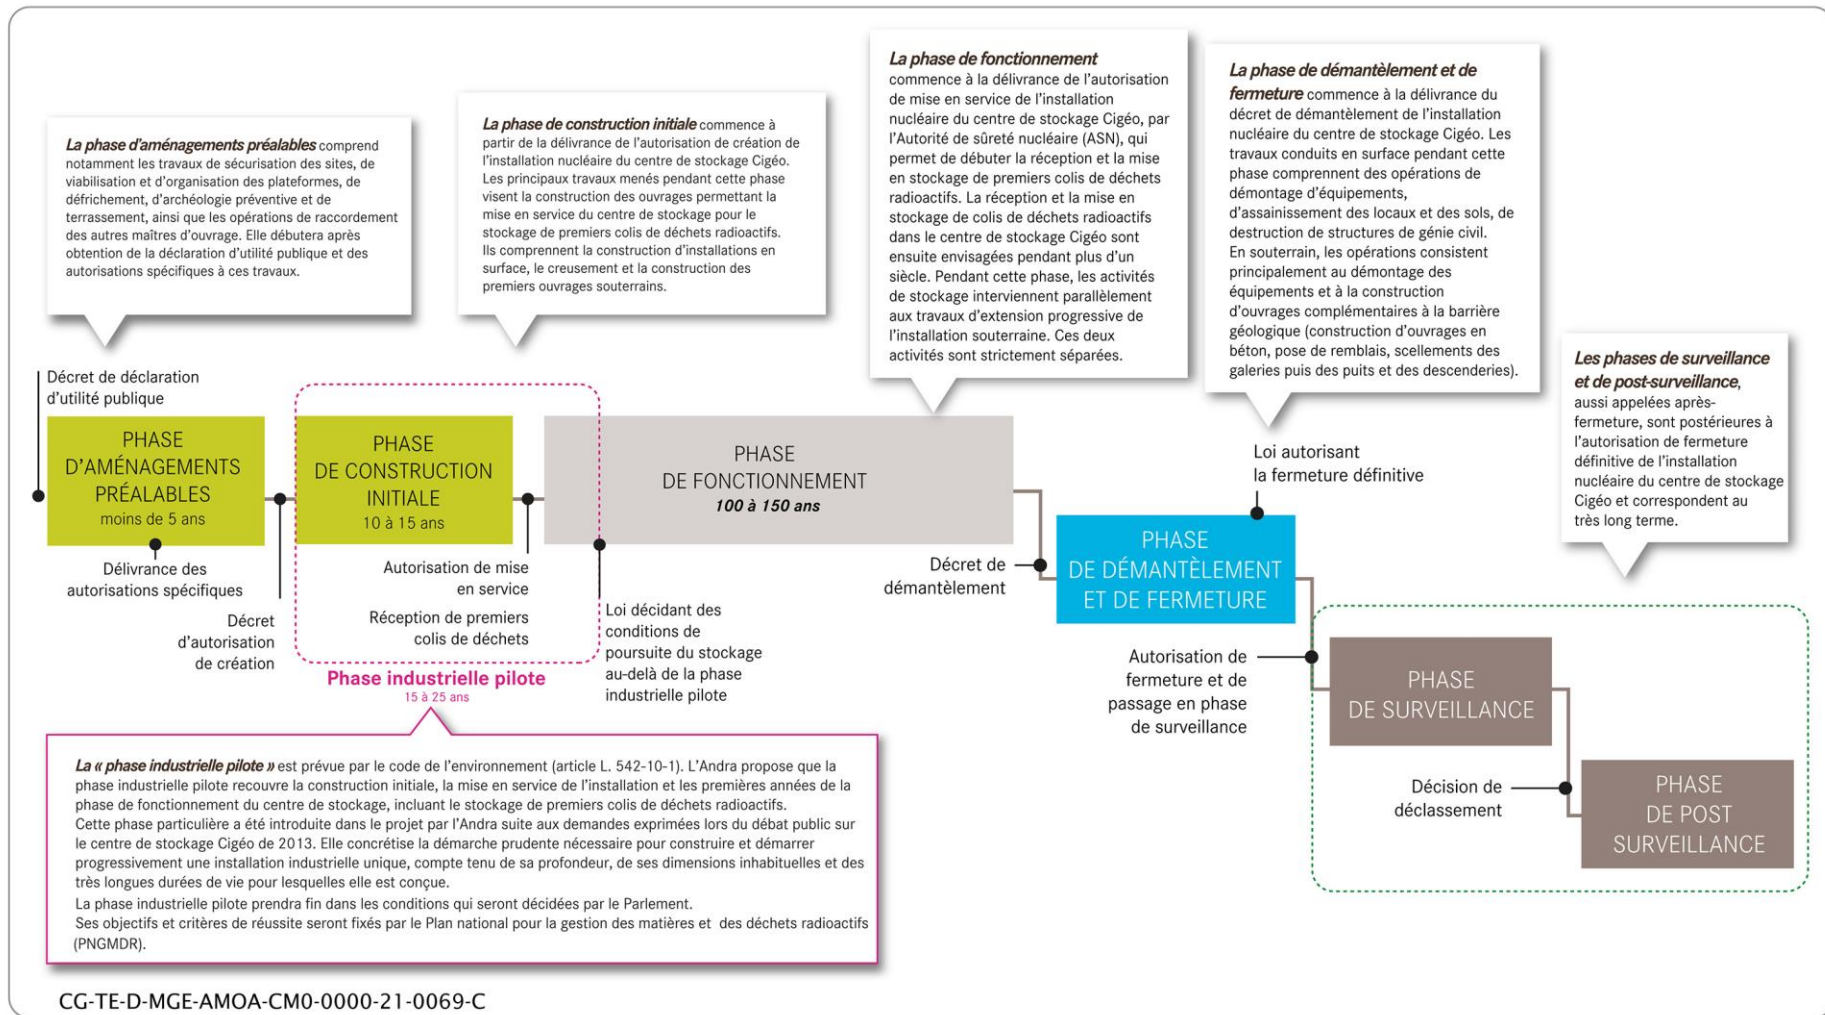 La phase d'aménagements préalables comprend
notamment les travaux de sécurisation des sites, de
viabilisation et d'organisation des plateformes, de
défrichement, d'archéologie préventive et de
terrassement, ainsi que les opérations de raccordement
des autres maîtres d'ouvrage. Elle débutera après
obtention de la déclaration d'utilité publique et des
autorisations spécifiques à ces travaux.
La phase de construction initiale commence à
partir de la délivrance de l'autorisation de création de
l'installation nucléaire du centre de stockage Cigéo.
Les principaux travaux menés pendant cette phase
visent la construction des ouvrages permettant la
mise en service du centre de stockage pour le
stockage de premiers colis de déchets radioactifs.
Ils comprennent la construction d'installations en
surface, le creusement et la construction des
premiers ouvrages souterrains.
La phase de fonctionnement
commence à la délivrance de l'autorisation
de mise en service de l'installation
nucléaire du centre de stockage Cigéo, par
l'Autorité de sûreté nucléaire (ASN), qui
permet de débuter la réception et la mise
en stockage de premiers colis de déchets
radioactifs. La réception et la mise en
stockage de colis de déchets radioactifs
dans le centre de stockage Cigéo sont
ensuite envisagées pendant plus d'un
siècle. Pendant cette phase, les activités
de stockage interviennent parallèlement
aux travaux d'extension progressive de
l'installation souterraine. Ces deux
activités sont strictement séparées.
La phase de démantèlement et de
fermeture commence à la délivrance du
décret de démantèlement de l'installation
nucléaire du centre de stockage Cigéo. Les
travaux conduits en surface pendant cette
phase comprennent des opérations de
démontage d'équipements,
d'assainissement des locaux et des sols, de
destruction de structures de génie civil.
En souterrain, les opérations consistent
principalement au démontage des
équipements et à la construction
d'ouvrages complémentaires à la barrière
géologique (construction d'ouvrages en
béton, pose de remblais, scellements des
galeries puis des puits et des descenderies).
Les phases de surveillance
et de post-surveillance,
aussi appelées après-
fermeture, sont postérieures à
l'autorisation de fermeture
définitive de l'installation
nucléaire du centre de stockage
Cigéo et correspondent au
très long terme.
Décret de déclaration
d'utilité publique
PHASE
D'AMÉNAGEMENTS
PRÉALABLES
moins de 5 ans
PHASE
DE CONSTRUCTION
INITIALE
10 à 15 ans
PHASE
DE FONCTIONNEMENT
100 à 150 ans
Loi autorisant
la fermeture définitive
Délivrance des
autorisations spécifiques
Décret
d'autorisation
de création
Autorisation de mise
en service
Réception de premiers
colis de déchets
Loi décidant des
conditions de
poursuite du stockage
au-delà de la phase
industrielle pilote
Décret de
démantèlement
PHASE
DE DÉMANTÈLEMENT
ET DE FERMETURE
Phase industrielle pilote
15 à 25 ans
Autorisation de
fermeture et de
passage en phase
de surveillance
PHASE
DE SURVEILLANCE
Décision de
déclassement
PHASE
DE POST
SURVEILLANCE
La « phase industrielle pilote » est prévue par le code de l'environnement (article L. 542-10-1). L'Andra propose que la
phase industrielle pilote recouvre la construction initiale, la mise en service de l'installation et les premières années de la
phase de fonctionnement du centre de stockage, incluant le stockage de premiers colis de déchets radioactifs.
Cette phase particulière a été introduite dans le projet par l'Andra suite aux demandes exprimées lors du débat public sur
le centre de stockage Cigéo de 2013. Elle concrétise la démarche prudente nécessaire pour construire et démarrer
progressivement une installation industrielle unique, compte tenu de sa profondeur, de ses dimensions inhabituelles et des
très longues durées de vie pour lesquelles elle est conçue.
La phase industrielle pilote prendra fin dans les conditions qui seront décidées par le Parlement.
Ses objectifs et critères de réussite seront fixés par le Plan national pour la gestion des matières et des déchets radioactifs
(PNGMDR).
CG-TE-D-MGE-AMOA-CM0-0000-21-0069-C